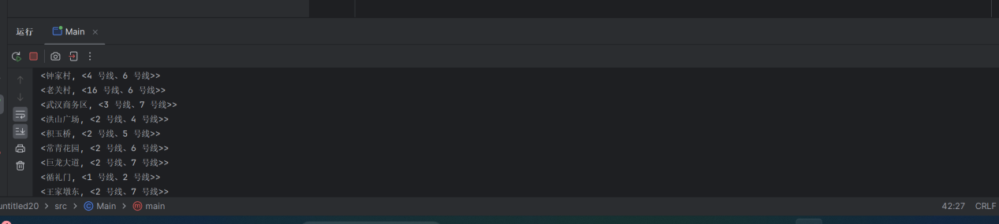 运行
Main
<钟家村, <4 号线、6 号线>>
<老关村, <16 号线、6 号线>>
<武汉商务区, <3 号线、7 号线>>
<洪山广场, <2 号线、4 号线>>
<积玉桥, <2 号线、5 号线>>
<常青花园, <2 号线、6 号线>>
<巨龙大道, <2 号线、7 号线>>
<循礼门, <1 号线、2 号线>>
<王家墩东, <2 号线、7 号线>>
untitled20 > src > Main > main
42:27 CRLF